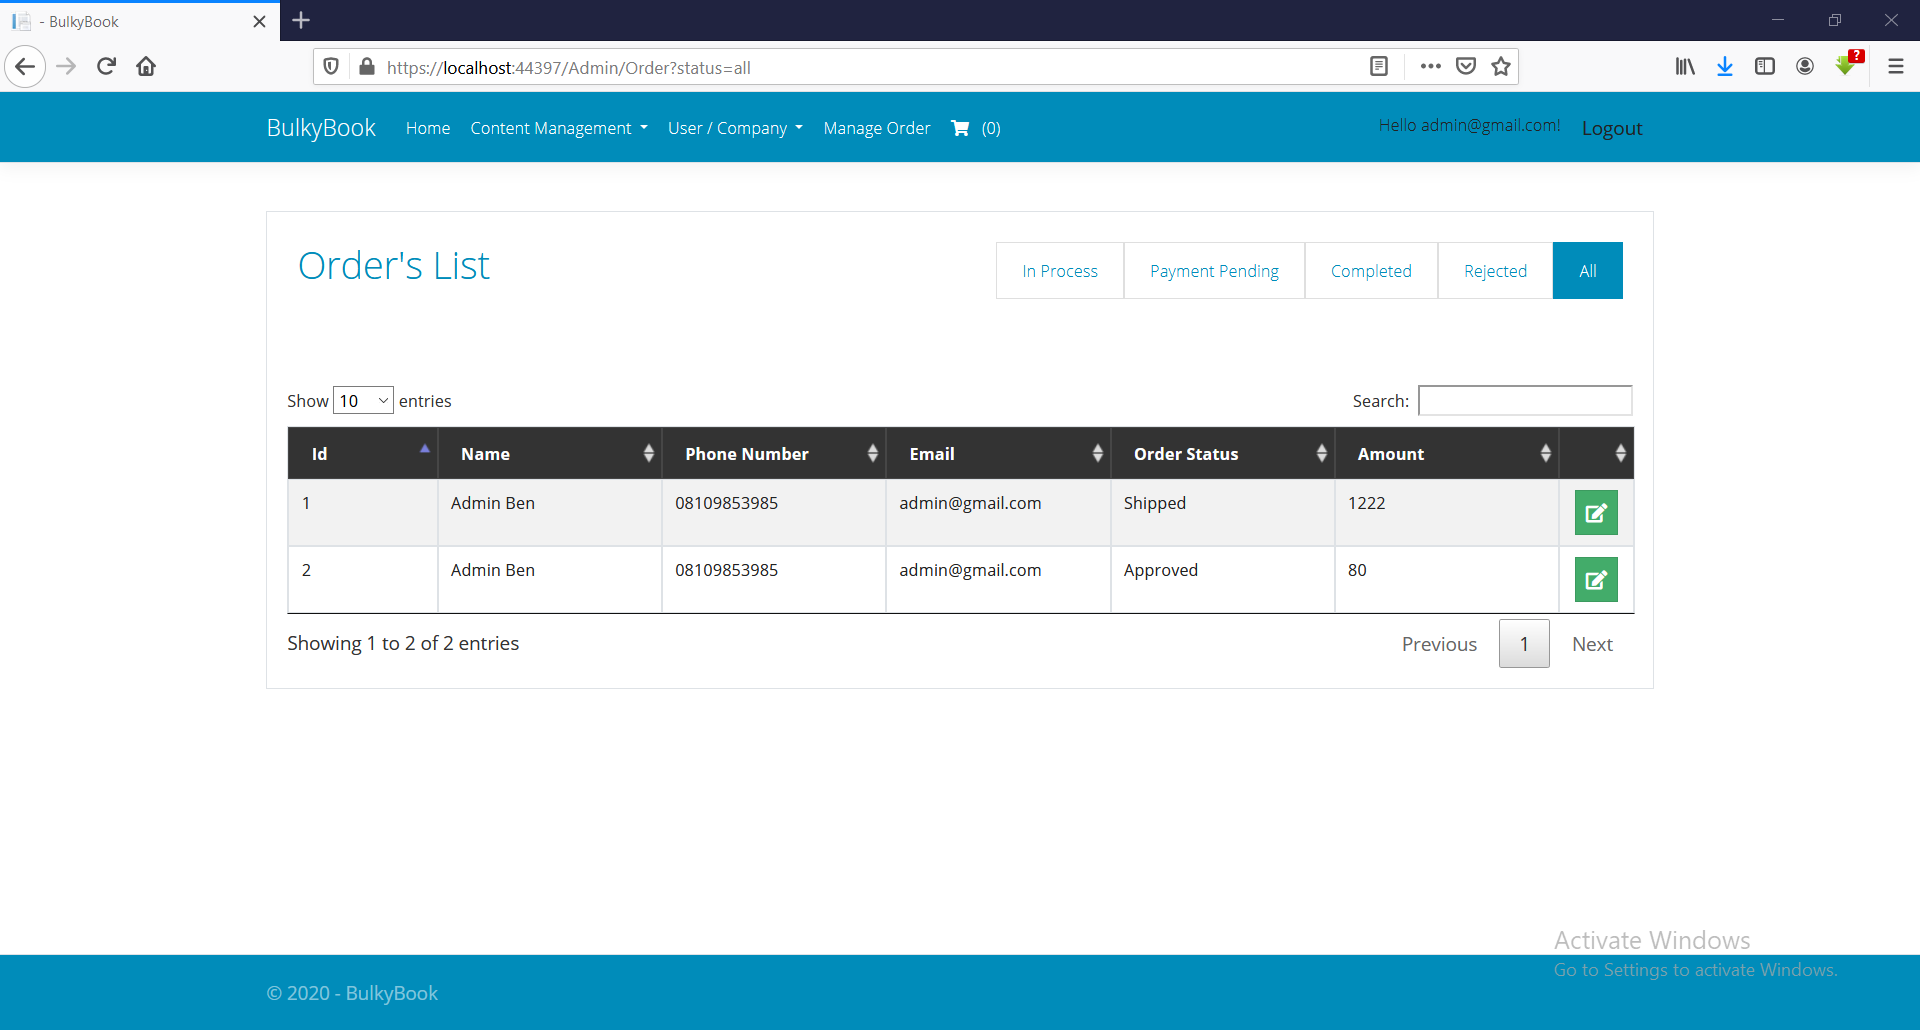 - BulkyBook
https://localhost:44397/Admin/Order?status=all
?
BulkyBook Home Content Management User / Company Manage Order (0) Hello admin@gmail.com! Logout
Order's List
In Process Payment Pending Completed Rejected All
Show 10 entries Search:
Id Name Phone Number Email Order Status Amount
1 Admin Ben 08109853985 admin@gmail.com Shipped 1222
2 Admin Ben 08109853985 admin@gmail.com Approved 80
Showing 1 to 2 of 2 entries Previous 1 Next
Activate Windows
Go to Settings to activate Windows.
© 2020 - BulkyBook